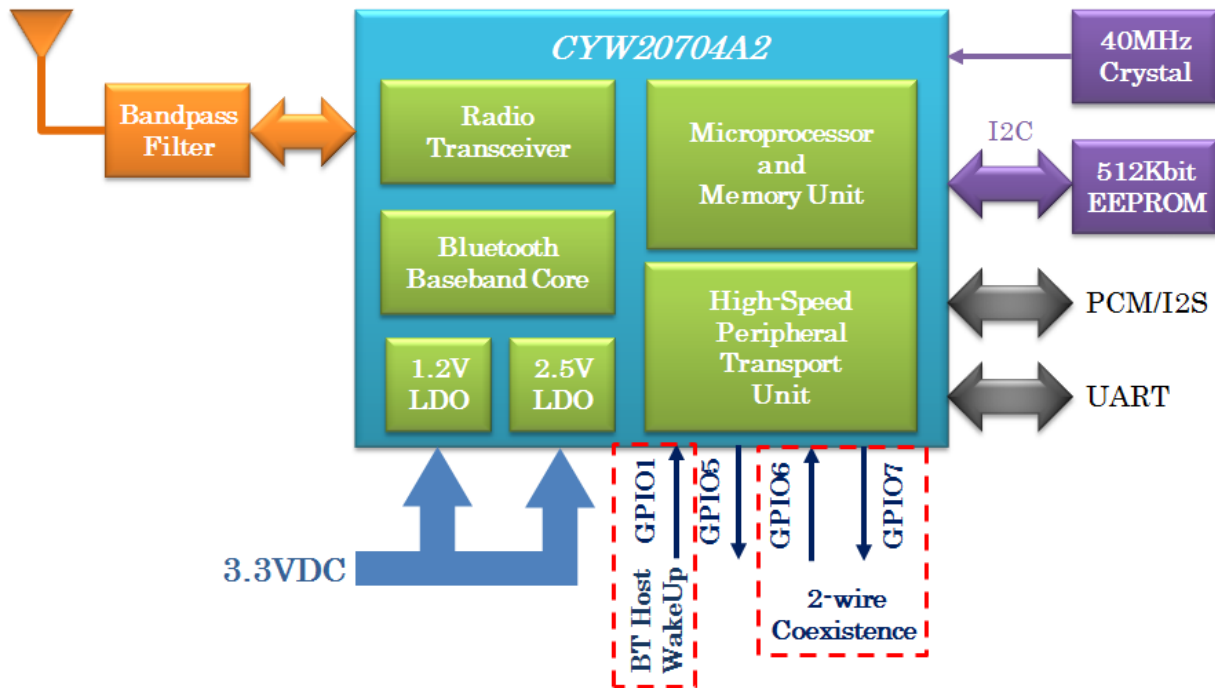 CYW20704A2
40MHz
Crystal
Bandpass
Filter
Radio
Transceiver
Microprocessor
and
Memory Unit
I2C
512Kbit
EEPROM
Bluetooth
Baseband Core
High-Speed
Peripheral
Transport
Unit
PCM/I2S
1.2V
LDO
2.5V
LDO
UART
3.3VDC
GPIO1
GPIO5
GPIO6
GPIO7
BT Host
WakeUp
2-wire
Coexistence